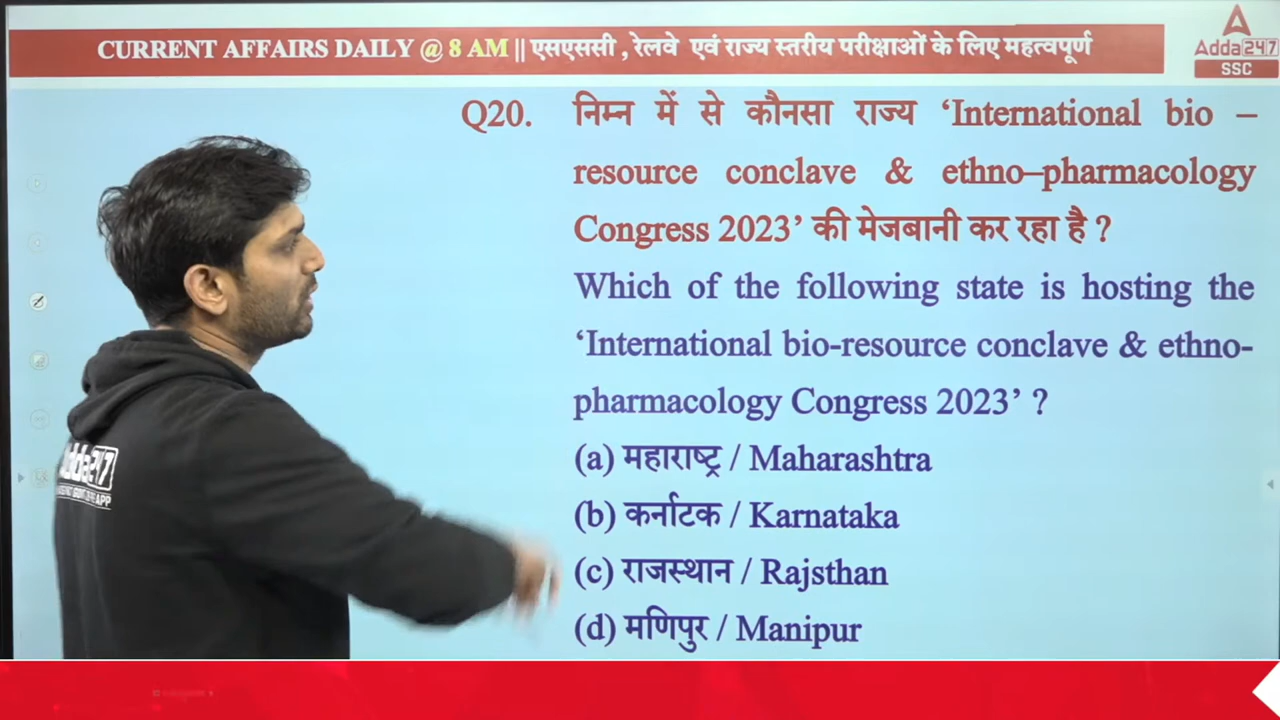 CURRENT AFFAIRS DAILY @ 8 AM || एसएससी , रेलवे एवं राज्य स्तरीय परीक्षाओं के लिए महत्वपूर्ण
Adda247
SSC
Q20. निम्न में से कौनसा राज्य ‘International bio –
resource conclave & ethno–pharmacology
Congress 2023’ की मेजबानी कर रहा है ?
Which of the following state is hosting the
‘International bio-resource conclave & ethno-
pharmacology Congress 2023’ ?
(a) महाराष्ट्र / Maharashtra
(b) कर्नाटक / Karnataka
(c) राजस्थान / Rajsthan
(d) मणिपुर / Manipur